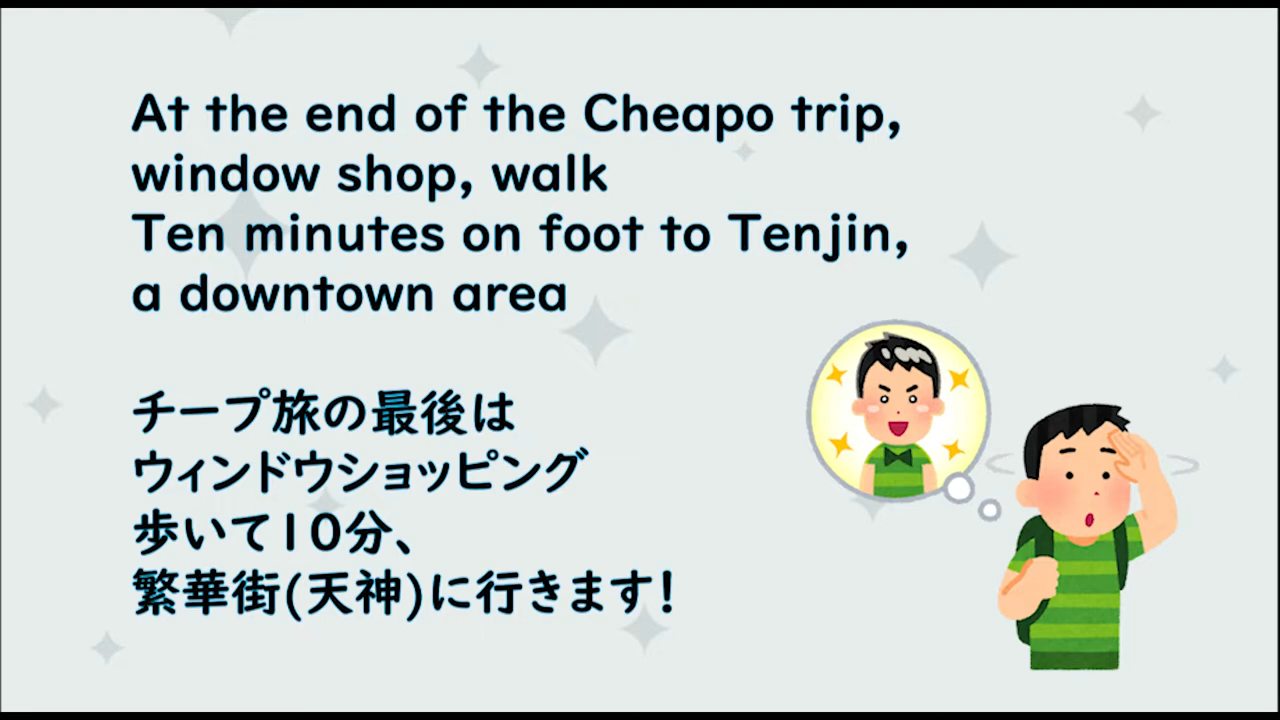 At the end of the Cheapo trip,
window shop, walk
Ten minutes on foot to Tenjin,
a downtown area
チープ旅の最後は
ウィンドウショッピング
歩いて10分、
繁華街(天神)に行きます!